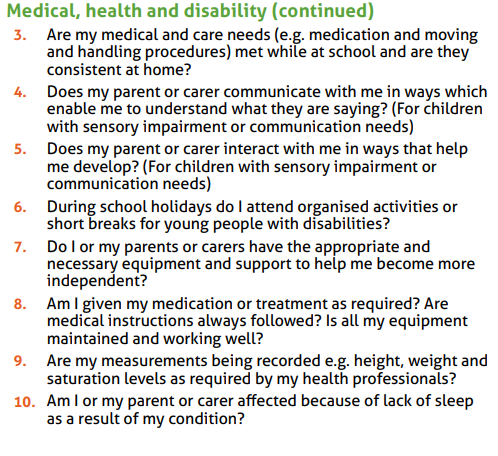 Medical, health and disability (continued)
3. Are my medical and care needs (e.g. medication and moving
and handling procedures) met while at school and are they
consistent at home?
4. Does my parent or carer communicate with me in ways which
enable me to understand what they are saying? (For children
with sensory impairment or communication needs)
5. Does my parent or carer interact with me in ways that help
me develop? (For children with sensory impairment or
communication needs)
6. During school holidays do I attend organised activities or
short breaks for young people with disabilities?
7. Do I or my parents or carers have the appropriate and
necessary equipment and support to help me become more
independent?
8. Am I given my medication or treatment as required? Are
medical instructions always followed? Is all my equipment
maintained and working well?
9. Are my measurements being recorded e.g. height, weight and
saturation levels as required by my health professionals?
10. Am I or my parent or carer affected because of lack of sleep
as a result of my condition?